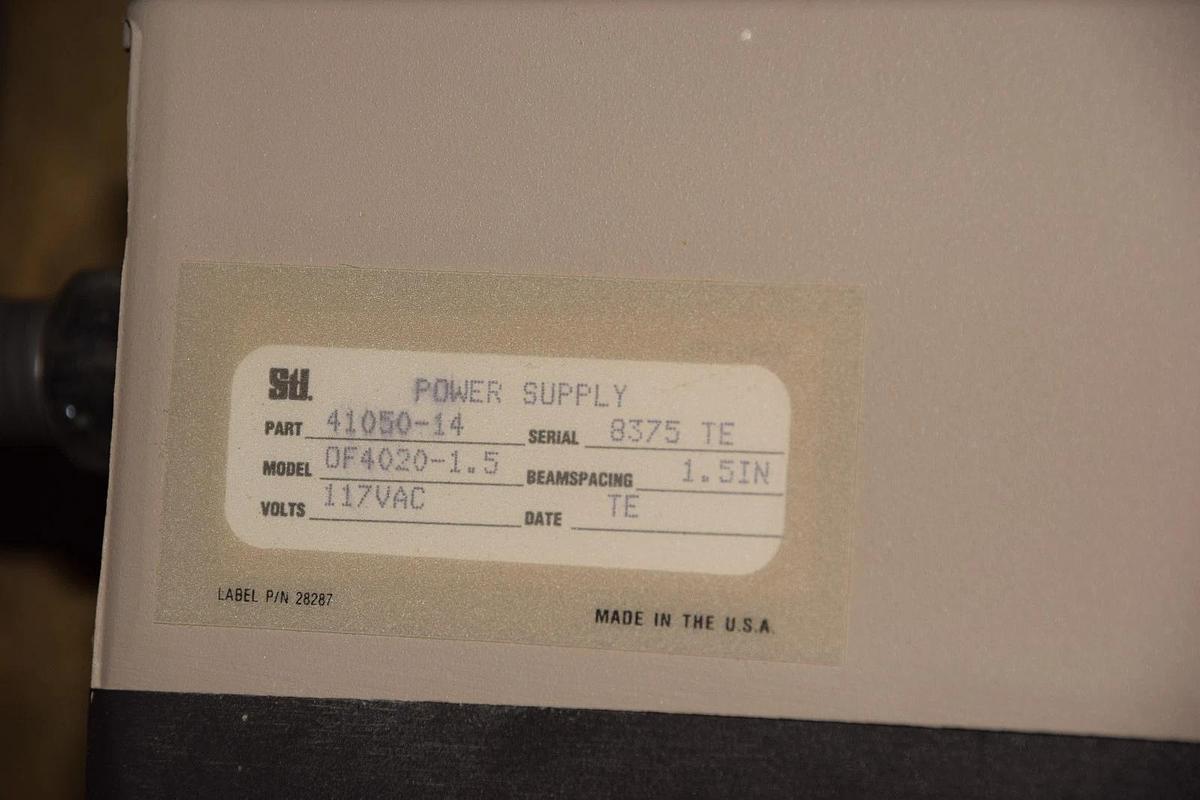 Sti.
POWER SUPPLY
PART 41050-14 SERIAL 8375 TE
MODEL OF4020-1.5 BEAMSPACING 1.5IN
VOLTS 117VAC DATE TE
LABEL P/N 28287
MADE IN THE U.S.A.